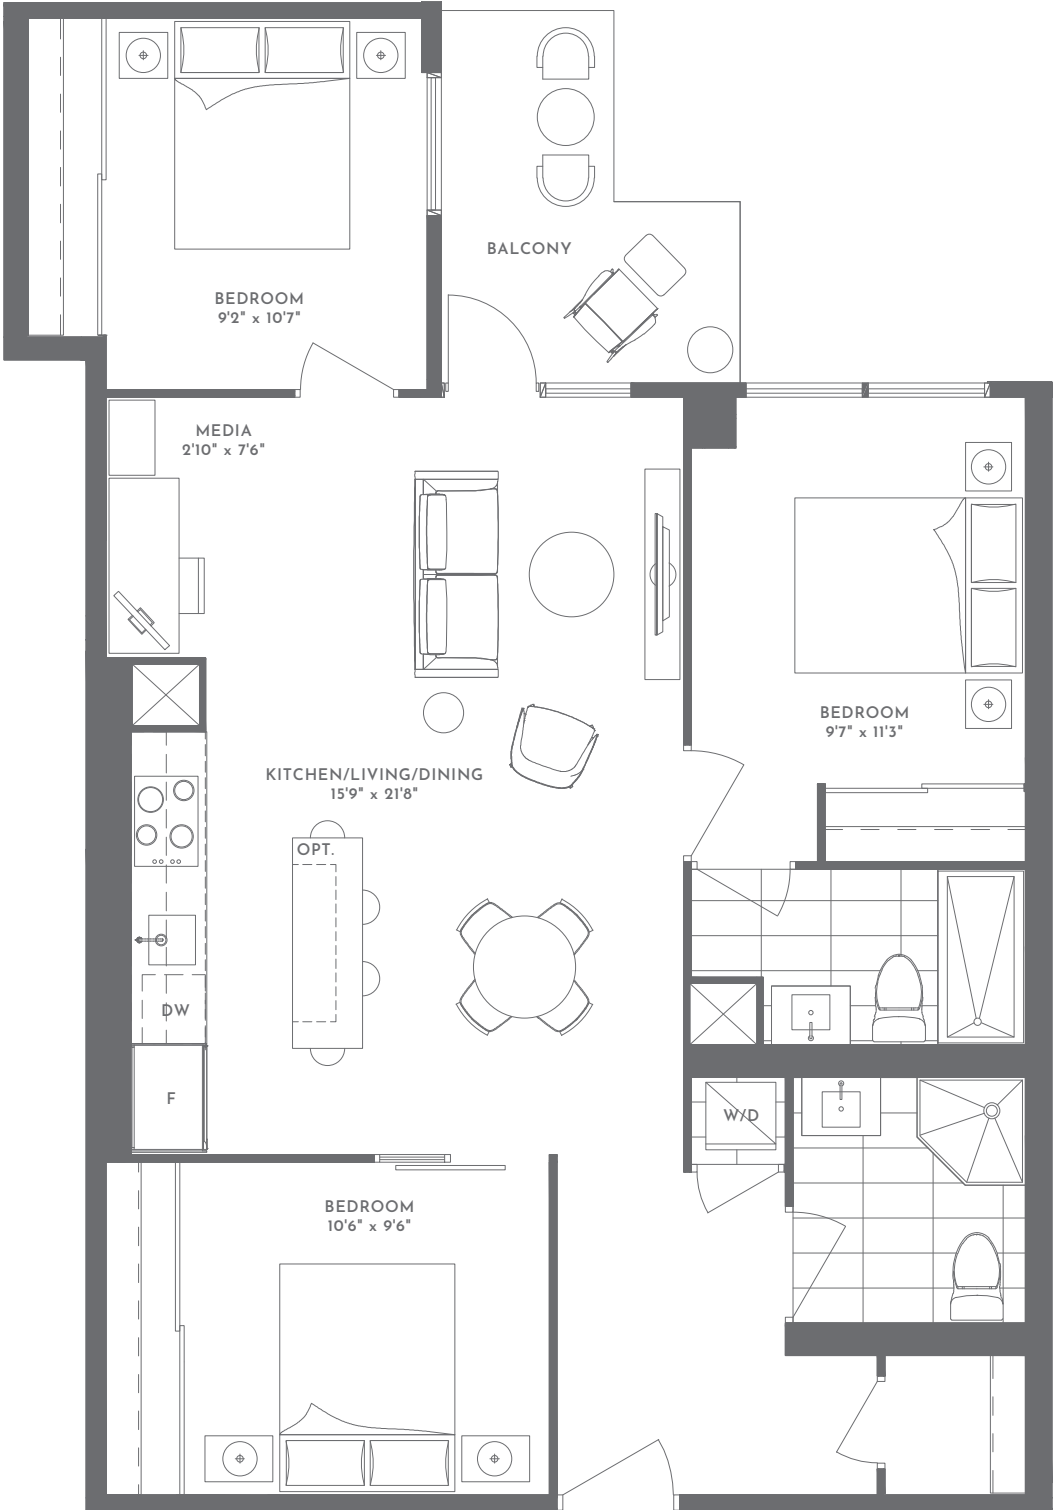 BALCONY
BEDROOM
9'2" x 10'7"
MEDIA
2'10" x 7'6"
BEDROOM
9'7" x 11'3"
KITCHEN/LIVING/DINING
15'9" x 21'8"
OPT.
DW
F
W/D
BEDROOM
10'6" x 9'6"